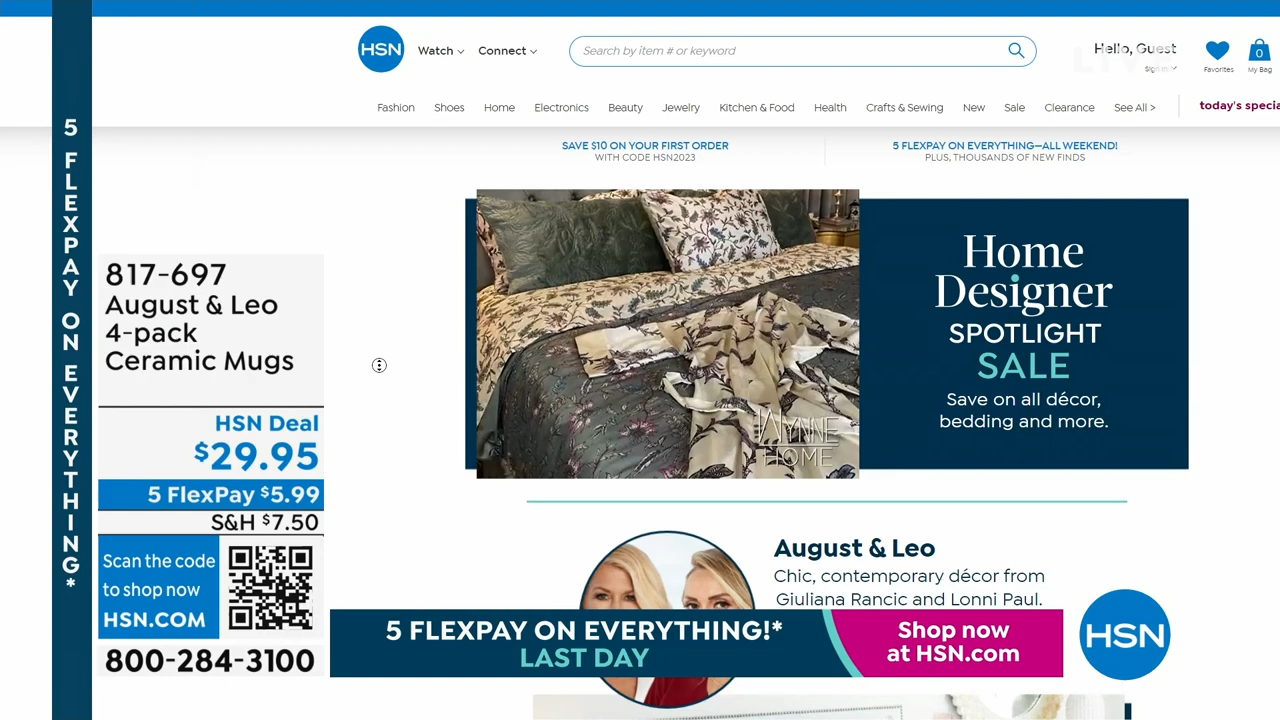 5 FLEXPAY ON EVERYTHING*
HSN
Watch
Connect
Search by item # or keyword
Hello, Guest
Sign In
LIVE
Favorites
0
My Bag
Fashion
Shoes
Home
Electronics
Beauty
Jewelry
Kitchen & Food
Health
Crafts & Sewing
New
Sale
Clearance
See All >
today's specia
SAVE $10 ON YOUR FIRST ORDER
WITH CODE HSN2023
5 FLEXPAY ON EVERYTHING—ALL WEEKEND!
PLUS, THOUSANDS OF NEW FINDS
817-697
August & Leo
4-pack
Ceramic Mugs
HSN Deal
$29.95
5 FlexPay $5.99
S&H $7.50
Scan the code
to shop now
HSN.COM
800-284-3100
WYNNE
HOME
Home
Designer
SPOTLIGHT
SALE
Save on all décor,
bedding and more.
August & Leo
Chic, contemporary décor from
Giuliana Rancic and Lonni Paul.
5 FLEXPAY ON EVERYTHING!*
LAST DAY
Shop now
at HSN.com
HSN